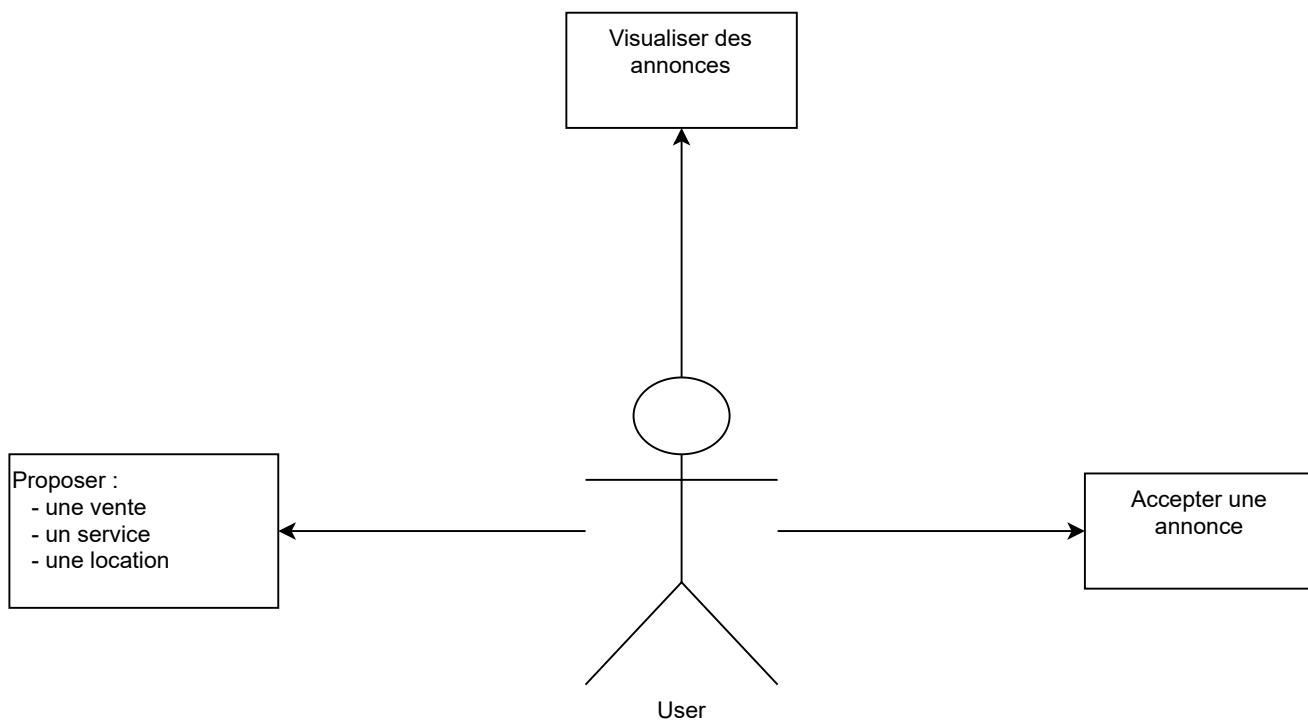 Visualiser des
annonces
Proposer :
- une vente
- un service
- une location
Accepter une
annonce
User